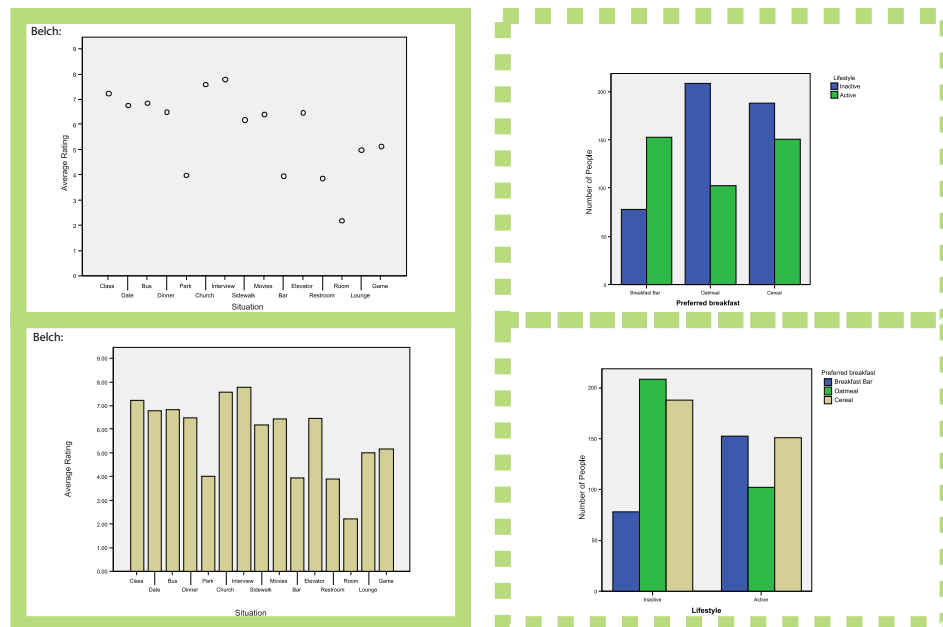 Belch:
9
8
7
6
5
4
3
2
1
0
Average Rating
Class
Bus
Park
Interview
Movies
Elevator
Room
Game
Date
Dinner
Church
Sidewalk
Bar
Restroom
Lounge
Situation
Lifestyle
Inactive
Active
200
150
100
50
0
Number of People
Breakfast Bar
Oatmeal
Cereal
Preferred breakfast
Belch:
9.00
8.00
7.00
6.00
5.00
4.00
3.00
2.00
1.00
0.00
Average Rating
Class
Bus
Park
Interview
Movies
Elevator
Room
Game
Date
Dinner
Church
Sidewalk
Bar
Restroom
Lounge
Situation
Preferred breakfast
Breakfast Bar
Oatmeal
Cereal
200
150
100
50
0
Number of People
Inactive
Active
Lifestyle